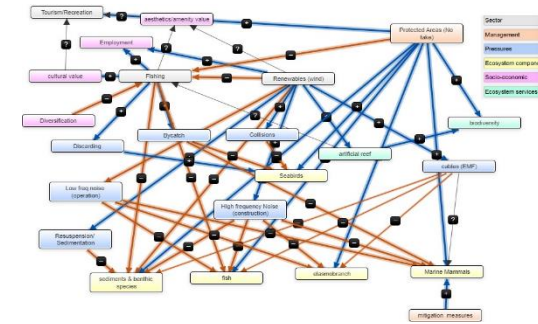 Tourism/Recreation
aesthetics/amenity value
Employment
Protected Areas (No
take)
Sector
Management
Pressures
Ecosystem compone
Socio-economic
Ecosystem services
cultural value
Fishing
Renewables (wind)
Diversification
Bycatch
Collisions
biodiversity
Discarding
artificial reef
cables (EMF)
Seabirds
Low freq noise
(operation)
High frequency Noise
(construction)
Resuspension/
Sedimentation
sediments & benthic
species
fish
elasmobranch
Marine Mammals
mitigation measures